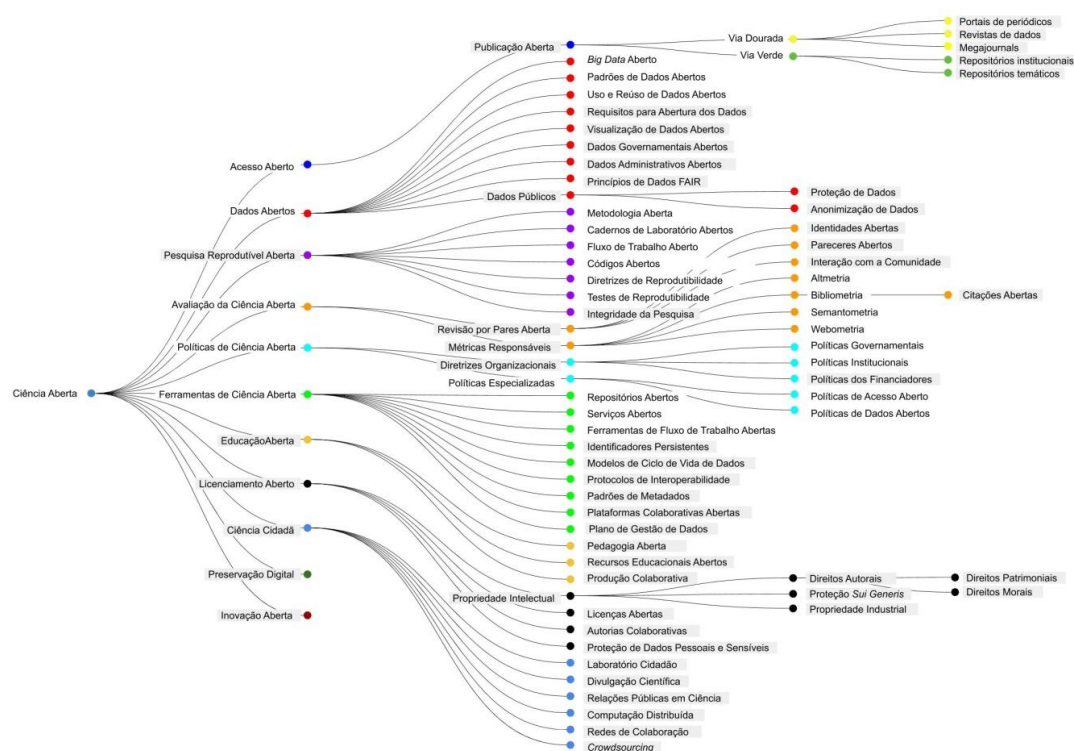 Ciência Aberta
Acesso Aberto
Publicação Aberta
Via Dourada
Portais de periódicos
Revistas de dados
Megajournals
Via Verde
Repositórios institucionais
Repositórios temáticos
Dados Abertos
Big Data Aberto
Padrões de Dados Abertos
Uso e Reúso de Dados Abertos
Requisitos para Abertura dos Dados
Visualização de Dados Abertos
Dados Governamentais Abertos
Dados Administrativos Abertos
Princípios de Dados FAIR
Dados Públicos
Proteção de Dados
Anonimização de Dados
Pesquisa Reprodutível Aberta
Metodologia Aberta
Cadernos de Laboratório Abertos
Fluxo de Trabalho Aberto
Códigos Abertos
Diretrizes de Reprodutibilidade
Testes de Reprodutibilidade
Integridade da Pesquisa
Avaliação da Ciência Aberta
Revisão por Pares Aberta
Identidades Abertas
Pareceres Abertos
Interação com a Comunidade
Métricas Responsáveis
Altmetria
Bibliometria
Citações Abertas
Semantometria
Webometria
Políticas de Ciência Aberta
Diretrizes Organizacionais
Políticas Governamentais
Políticas Institucionais
Políticas dos Financiadores
Políticas Especializadas
Políticas de Acesso Aberto
Políticas de Dados Abertos
Ferramentas de Ciência Aberta
Repositórios Abertos
Serviços Abertos
Ferramentas de Fluxo de Trabalho Abertas
Identificadores Persistentes
Modelos de Ciclo de Vida de Dados
Protocolos de Interoperabilidade
Padrões de Metadados
Plataformas Colaborativas Abertas
Plano de Gestão de Dados
EducaçãoAberta
Pedagogia Aberta
Recursos Educacionais Abertos
Produção Colaborativa
Licenciamento Aberto
Propriedade Intelectual
Direitos Autorais
Direitos Patrimoniais
Direitos Morais
Proteção Sui Generis
Propriedade Industrial
Licenças Abertas
Autorias Colaborativas
Proteção de Dados Pessoais e Sensíveis
Ciência Cidadã
Laboratório Cidadão
Divulgação Científica
Relações Públicas em Ciência
Computação Distribuída
Redes de Colaboração
Crowdsourcing
Preservação Digital
Inovação Aberta